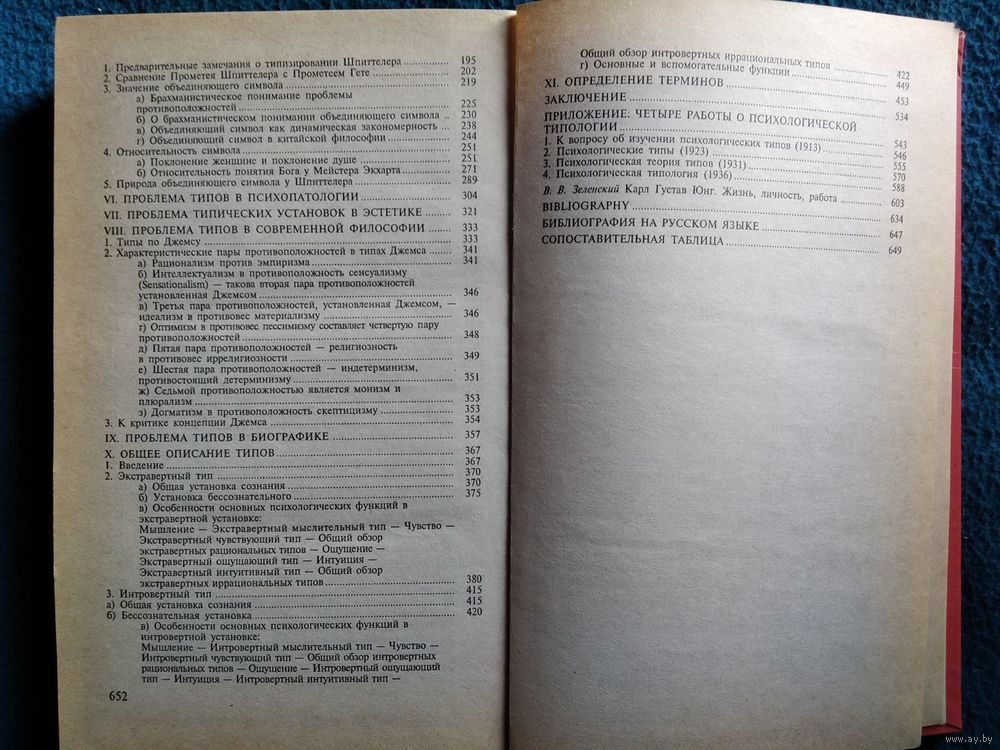 1. Предварительные замечания о типизировании Шпиттелера ........ 195
2. Сравнение Прометея Шпиттелера с Прометеем Гете ........ 202
3. Значение объединяющего символа ........ 219
а) Брахманистическое понимание проблемы
противоположностей ........ 225
б) О брахманистическом понимании объединяющего символа .. 230
в) Объединяющий символ как динамическая закономерность ... 238
г) Объединяющий символ в китайской философии ........ 244
4. Относительность символа ........ 251
а) Поклонение женщине и поклонение душе ........ 251
б) Относительность понятия Бога у Мейстера Экхарта ........ 271
5. Природа объединяющего символа у Шпиттелера ........ 289
VI. ПРОБЛЕМА ТИПОВ В ПСИХОПАТОЛОГИИ ........ 304
VII. ПРОБЛЕМА ТИПИЧЕСКИХ УСТАНОВОК В ЭСТЕТИКЕ ........ 321
VIII. ПРОБЛЕМА ТИПОВ В СОВРЕМЕННОЙ ФИЛОСОФИИ ........ 333
1. Типы по Джемсу ........ 333
2. Характеристические пары противоположностей в типах Джемса ........ 341
а) Рационализм против эмпиризма ........ 341
б) Интеллектуализм в противоположность сенсуализму
(Sensationalism) — такова вторая пара противоположностей
установленная Джемсом ........ 346
в) Третья пара противоположностей, установленная Джемсом, —
идеализм в противовес материализму ........ 346
г) Оптимизм в противовес пессимизму составляет четвертую пару
противоположностей ........ 348
д) Пятая пара противоположностей — религиозность
в противовес иррелигиозности ........ 349
е) Шестая пара противоположностей — индетерминизм,
противостоящий детерминизму ........ 351
ж) Седьмой противоположностью является монизм и
плюрализм ........ 353
з) Догматизм в противоположность скептицизму ........ 353
3. К критике концепции Джемса ........ 354
IX. ПРОБЛЕМА ТИПОВ В БИОГРАФИКЕ ........ 357
X. ОБЩЕЕ ОПИСАНИЕ ТИПОВ ........ 367
1. Введение ........ 367
2. Экстравертный тип ........ 370
а) Общая установка сознания ........ 370
б) Установка бессознательного ........ 375
в) Особенности основных психологических функций в
экстравертной установке:
Мышление — Экстравертный мыслительный тип — Чувство —
Экстравертный чувствующий тип — Общий обзор
экстравертных рациональных типов — Ощущение —
Экстравертный ощущающий тип — Интуиция —
Экстравертный интуитивный тип — Общий обзор
экстравертных иррациональных типов ........ 380
3. Интровертный тип ........ 415
а) Общая установка сознания ........ 415
б) Бессознательная установка ........ 420
в) Особенности основных психологических функций в
интровертной установке:
Мышление — Интровертный мыслительный тип — Чувство —
Интровертный чувствующий тип — Общий обзор интровертных
рациональных типов — Ощущение — Интровертный ощущающий
тип — Интуиция — Интровертный интуитивный тип —
652
Общий обзор интровертных иррациональных типов ........ 422
г) Основные и вспомогательные функции ........ 449
XI. ОПРЕДЕЛЕНИЕ ТЕРМИНОВ ........ 453
ЗАКЛЮЧЕНИЕ ........ 534
ПРИЛОЖЕНИЕ: ЧЕТЫРЕ РАБОТЫ О ПСИХОЛОГИЧЕСКОЙ
ТИПОЛОГИИ ........ 543
1. К вопросу об изучении психологических типов (1913) ........ 546
2. Психологические типы (1923) ........ 555
3. Психологическая теория типов (1931) ........ 570
4. Психологическая типология (1936) ........ 588
В. В. Зеленский Карл Густав Юнг. Жизнь, личность, работа ........ 603
BIBLIOGRAPHY ........ 634
БИБЛИОГРАФИЯ НА РУССКОМ ЯЗЫКЕ ........ 647
СОПОСТАВИТЕЛЬНАЯ ТАБЛИЦА ........ 649
www.ay.by